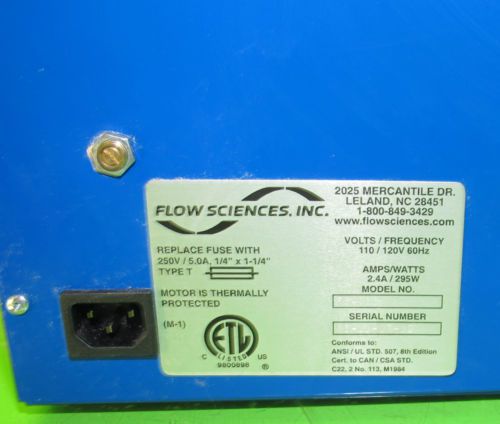 FLOW SCIENCES, INC.
2025 MERCANTILE DR.
LELAND, NC 28451
1-800-849-3429
www.flowsciences.com
REPLACE FUSE WITH
250V / 5.0A, 1/4" x 1-1/4"
TYPE T
MOTOR IS THERMALLY
PROTECTED
(M-1)
ETL
C LISTED US
9800898
®
VOLTS / FREQUENCY
110 / 120V 60Hz
AMPS/WATTS
2.4A / 295W
MODEL NO.
SERIAL NUMBER
Conforms to:
ANSI / UL STD. 507, 8th Edition
Cert. to CAN / CSA STD.
C22, 2 No. 113, M1984